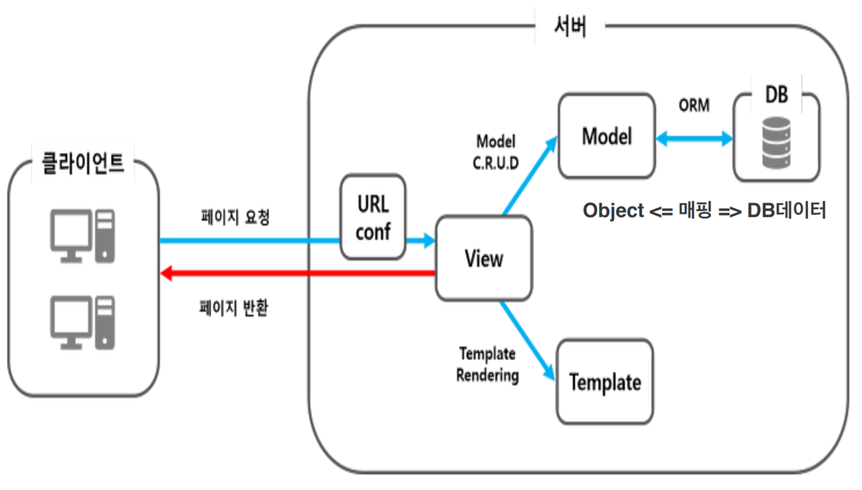 서버
클라이언트
페이지 요청
페이지 반환
URL
conf
View
Model
C.R.U.D
Model
ORM
DB
Object <= 매핑 => DB데이터
Template
Rendering
Template